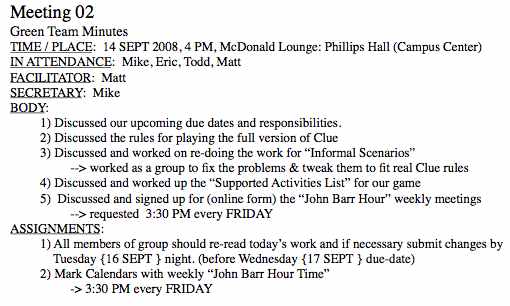 Meeting 02
Green Team Minutes
TIME / PLACE:  14 SEPT 2008, 4 PM, McDonald Lounge: Phillips Hall (Campus Center)
IN ATTENDANCE:  Mike, Eric, Todd, Matt
FACILITATOR:  Matt
SECRETARY:  Mike
BODY:
1) Discussed our upcoming due dates and responsibilities.
2) Discussed the rules for playing the full version of Clue
3) Discussed and worked on re-doing the work for “Informal Scenarios”
--> worked as a group to fix the problems & tweak them to fit real Clue rules
4) Discussed and worked up the “Supported Activities List” for our game
5)  Discussed and signed up for (online form) the “John Barr Hour” weekly meetings
--> requested  3:30 PM every FRIDAY
ASSIGNMENTS:
1) All members of group should re-read today’s work and if necessary submit changes by
Tuesday {16 SEPT } night. (before Wednesday {17 SEPT } due-date)
2) Mark Calendars with weekly “John Barr Hour Time”
-> 3:30 PM every FRIDAY